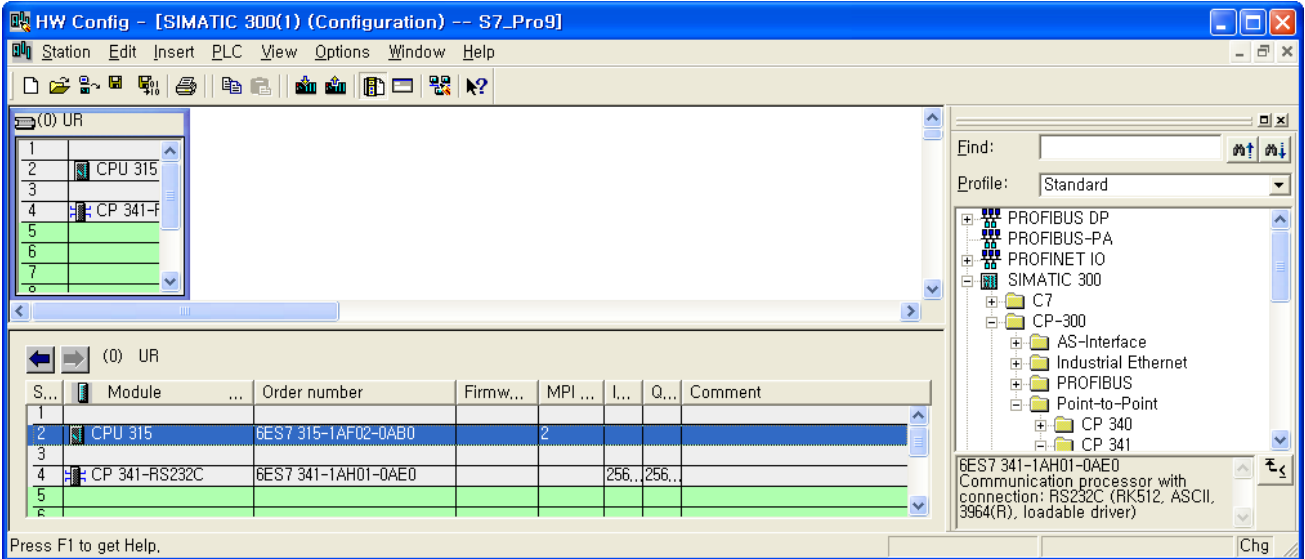 HW Config - [SIMATIC 300(1) (Configuration) -- S7_Pro9]
Station Edit Insert PLC View Options Window Help
(0) UR
1
2 CPU 315
3
4 CP 341-R
5
6
7
8
Find:
Profile: Standard
PROFIBUS DP
PROFIBUS-PA
PROFINET IO
SIMATIC 300
C7
CP-300
AS-Interface
Industrial Ethernet
PROFIBUS
Point-to-Point
CP 340
CP 341
6ES7 341-1AH01-0AE0
Communication processor with
connection: RS232C (RK512, ASCII,
3964(R), loadable driver)
(0) UR
S... Module ... Order number Firmw... MPI ... I... Q... Comment
1
2 CPU 315 6ES7 315-1AF02-0AB0 2
3
4 CP 341-RS232C 6ES7 341-1AH01-0AE0 256... 256...
5
6
Press F1 to get Help.
Chg